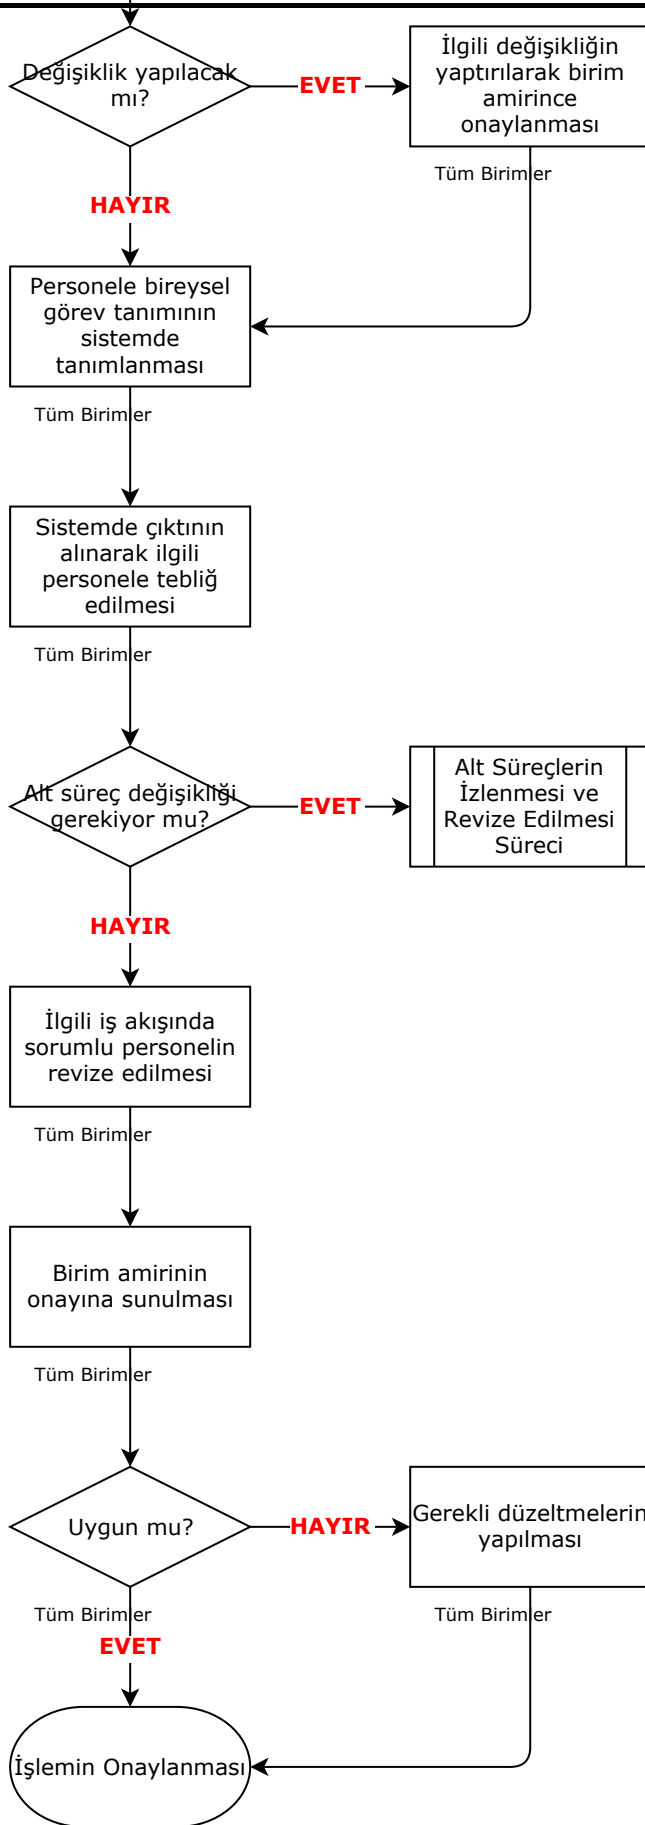 Değişiklik yapılacak
mı?
EVET
İlgili değişikliğin
yaptırılarak birim
amirince
onaylanması
Tüm Birimler
HAYIR
Personele bireysel
görev tanımının
sistemde
tanımlanması
Tüm Birimler
Sistemde çıktının
alınarak ilgili
personele tebliğ
edilmesi
Tüm Birimler
Alt süreç değişikliği
gerekiyor mu?
EVET
Alt Süreçlerin
İzlenmesi ve
Revize Edilmesi
Süreci
HAYIR
İlgili iş akışında
sorumlu personelin
revize edilmesi
Tüm Birimler
Birim amirinin
onayına sunulması
Tüm Birimler
Uygun mu?
HAYIR
Gerekli düzeltmelerin
yapılması
Tüm Birimler
Tüm Birimler
EVET
İşlemin Onaylanması